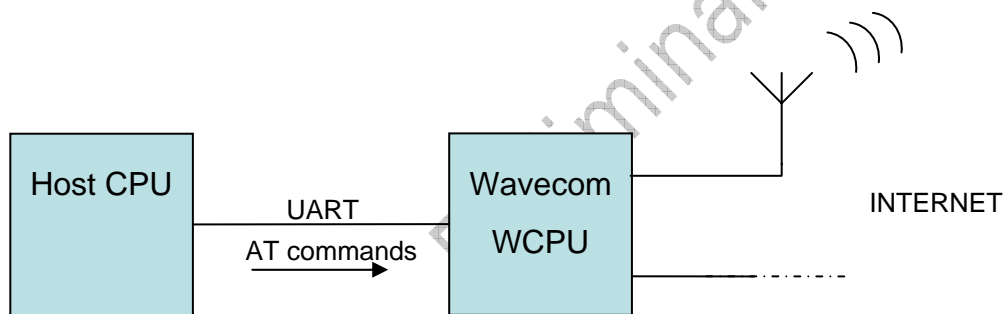 Host CPU
UART
AT commands
Wavecom
WCPU
INTERNET